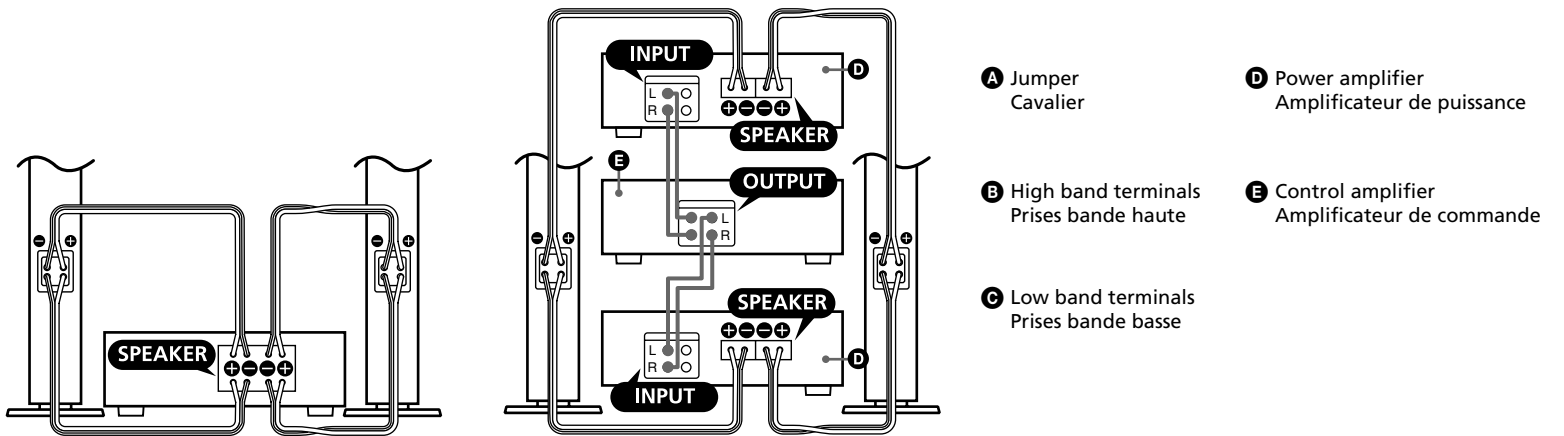 − +
− +
SPEAKER
+ − − +
INPUT
L
R
+ − − +
SPEAKER
D
E
OUTPUT
L
R
− +
− +
SPEAKER
+ − − +
L
R
D
INPUT
A Jumper
Cavalier
B High band terminals
Prises bande haute
C Low band terminals
Prises bande basse
D Power amplifier
Amplificateur de puissance
E Control amplifier
Amplificateur de commande